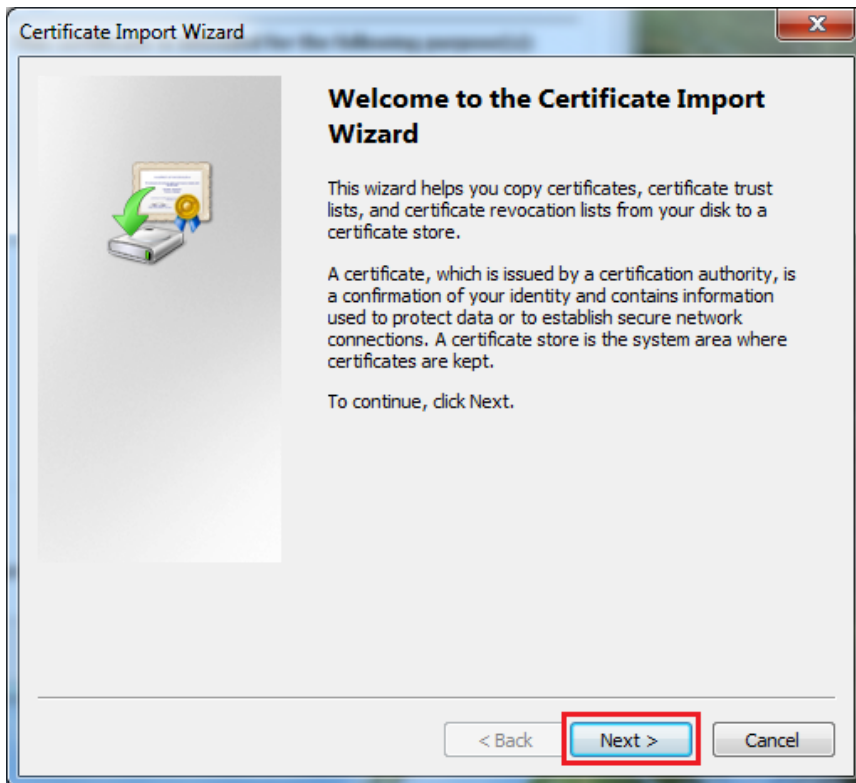 Certificate Import Wizard
Welcome to the Certificate Import
Wizard
This wizard helps you copy certificates, certificate trust
lists, and certificate revocation lists from your disk to a
certificate store.
A certificate, which is issued by a certification authority, is
a confirmation of your identity and contains information
used to protect data or to establish secure network
connections. A certificate store is the system area where
certificates are kept.
To continue, click Next.
< Back Next > Cancel